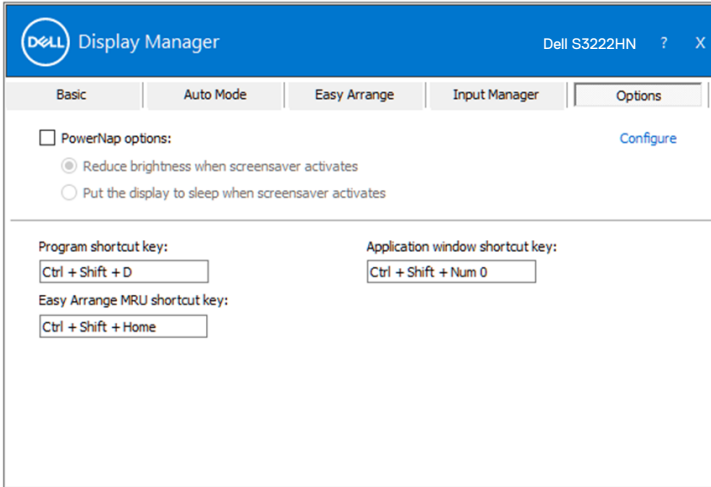 DELL Display Manager Dell S3222HN ? X
Basic Auto Mode Easy Arrange Input Manager Options
PowerNap options: Configure
Reduce brightness when screensaver activates
Put the display to sleep when screensaver activates
Program shortcut key: Application window shortcut key:
Ctrl + Shift + D Ctrl + Shift + Num 0
Easy Arrange MRU shortcut key:
Ctrl + Shift + Home